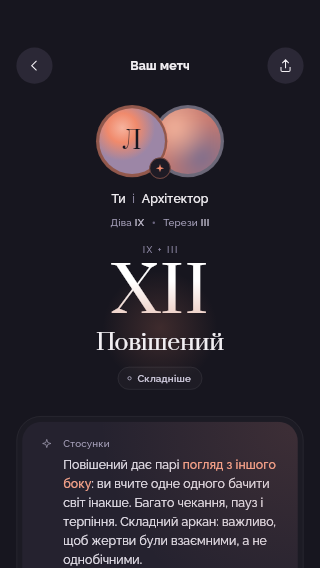 Ваш метч
Л
Ти і Архітектор
Діва IX • Терези III
IX + III
XII
Повішений
Складніше
Стосунки
Повішений дає парі погляд з іншого
боку: ви вчите одне одного бачити
світ інакше. Багато чекання, пауз і
терпіння. Складний аркан: важливо,
щоб жертви були взаємними, а не
однобічними.